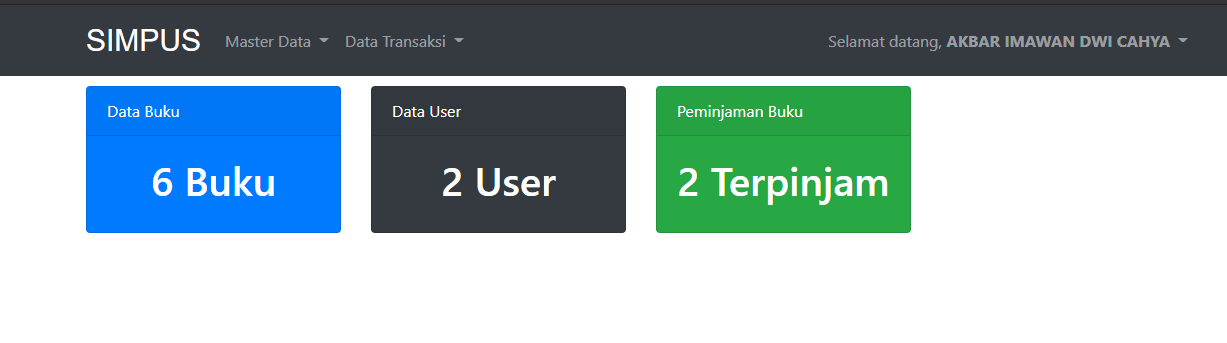 SIMPUS Master Data Data Transaksi Selamat datang, AKBAR IMAWAN DWI CAHYA
Data Buku
6 Buku
Data User
2 User
Peminjaman Buku
2 Terpinjam